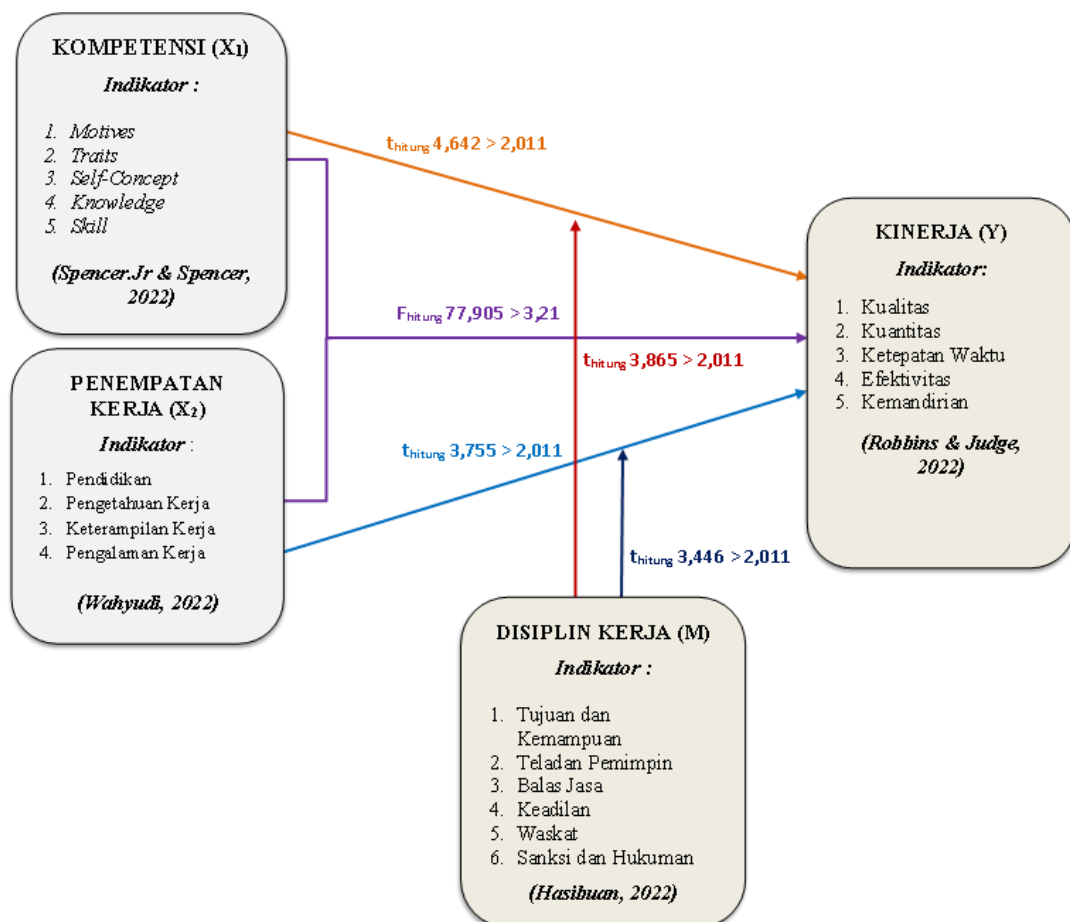 KOMPETENSI (X1)
Indikator :
1. Motives
2. Traits
3. Self-Concept
4. Knowledge
5. Skill
(Spencer.Jr & Spencer,
2022)
PENEMPATAN
KERJA (X2)
Indikator :
1. Pendidikan
2. Pengetahuan Kerja
3. Keterampilan Kerja
4. Pengalaman Kerja
(Wahyudi, 2022)
thitung 4,642 > 2,011
Fhitung 77,905 > 3,21
thitung 3,865 > 2,011
thitung 3,755 > 2,011
thitung 3,446 > 2,011
KINERJA (Y)
Indikator:
1. Kualitas
2. Kuantitas
3. Ketepatan Waktu
4. Efektivitas
5. Kemandirian
(Robbins & Judge,
2022)
DISIPLIN KERJA (M)
Indikator :
1. Tujuan dan
Kemampuan
2. Teladan Pemimpin
3. Balas Jasa
4. Keadilan
5. Waskat
6. Sanksi dan Hukuman
(Hasibuan, 2022)